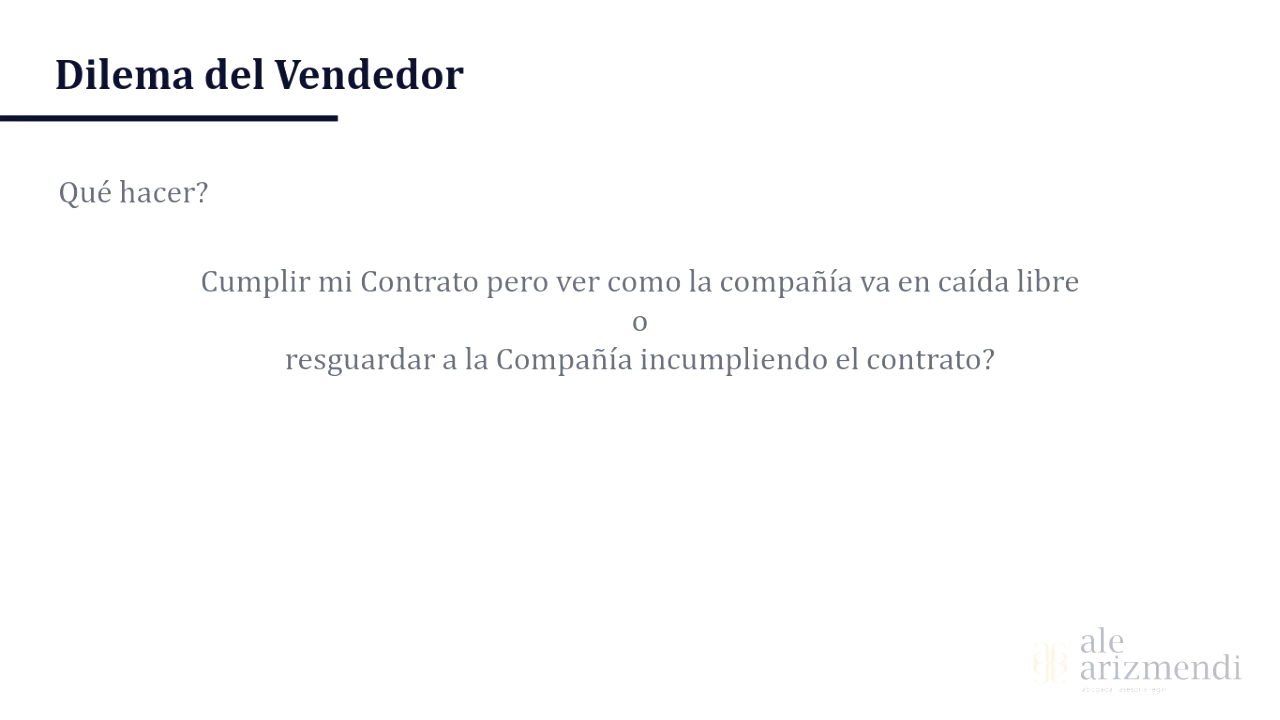 Dilema del Vendedor
Qué hacer?
Cumplir mi Contrato pero ver como la compañía va en caída libre
o
resguardar a la Compañía incumpliendo el contrato?
ale
arizmendi